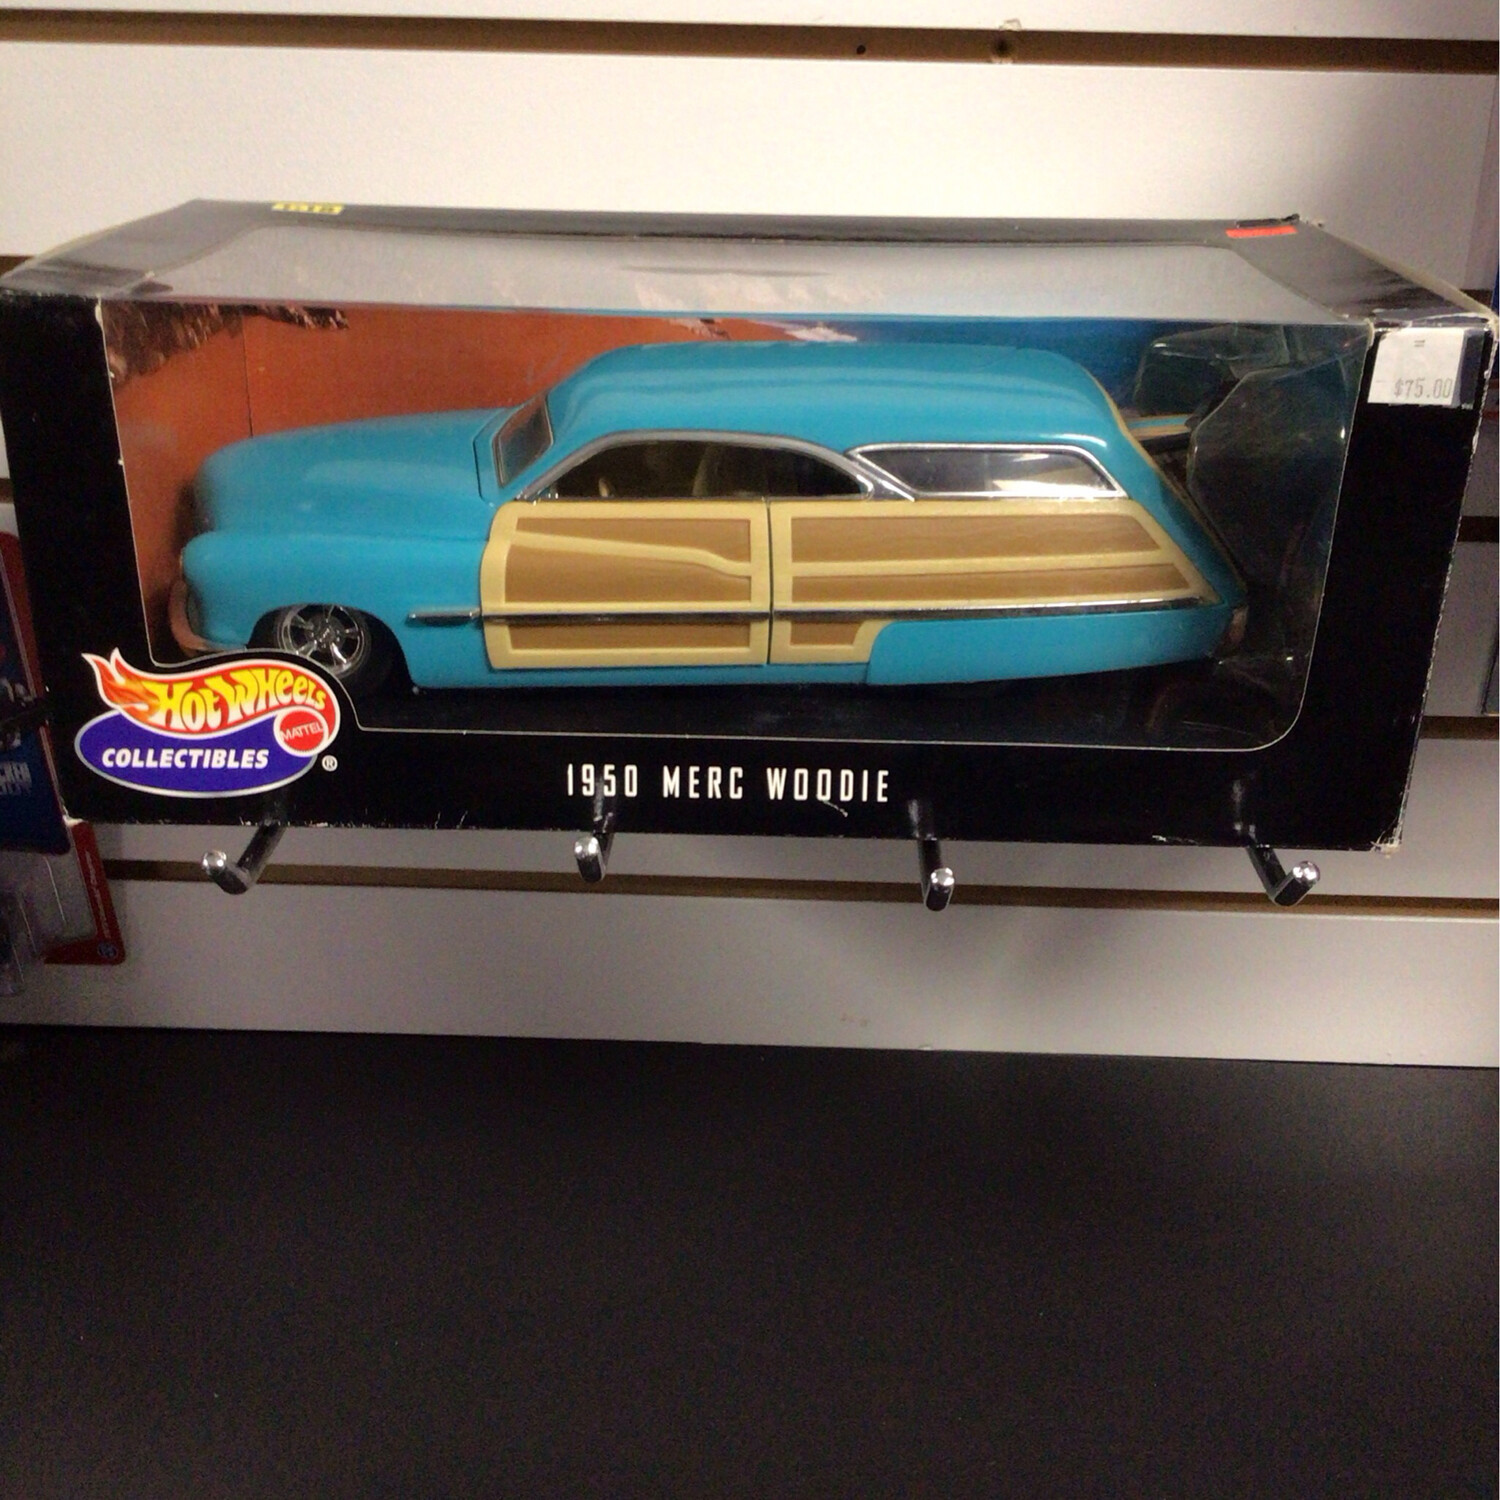 $75.00
HOT WHEELS
MATTEL
COLLECTIBLES ®
1950 MERC WOODIE